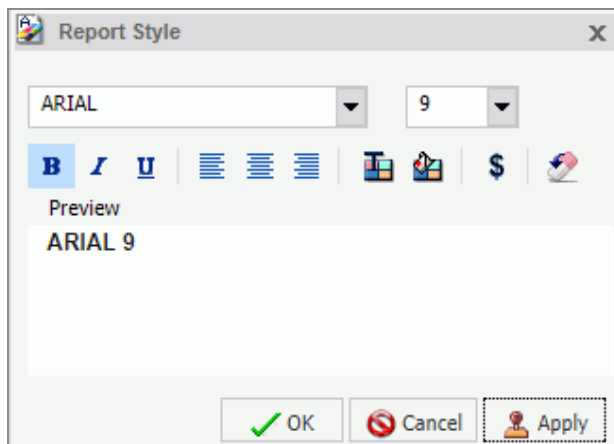 Report Style
ARIAL 9
B I U $
Preview
ARIAL 9
OK Cancel Apply